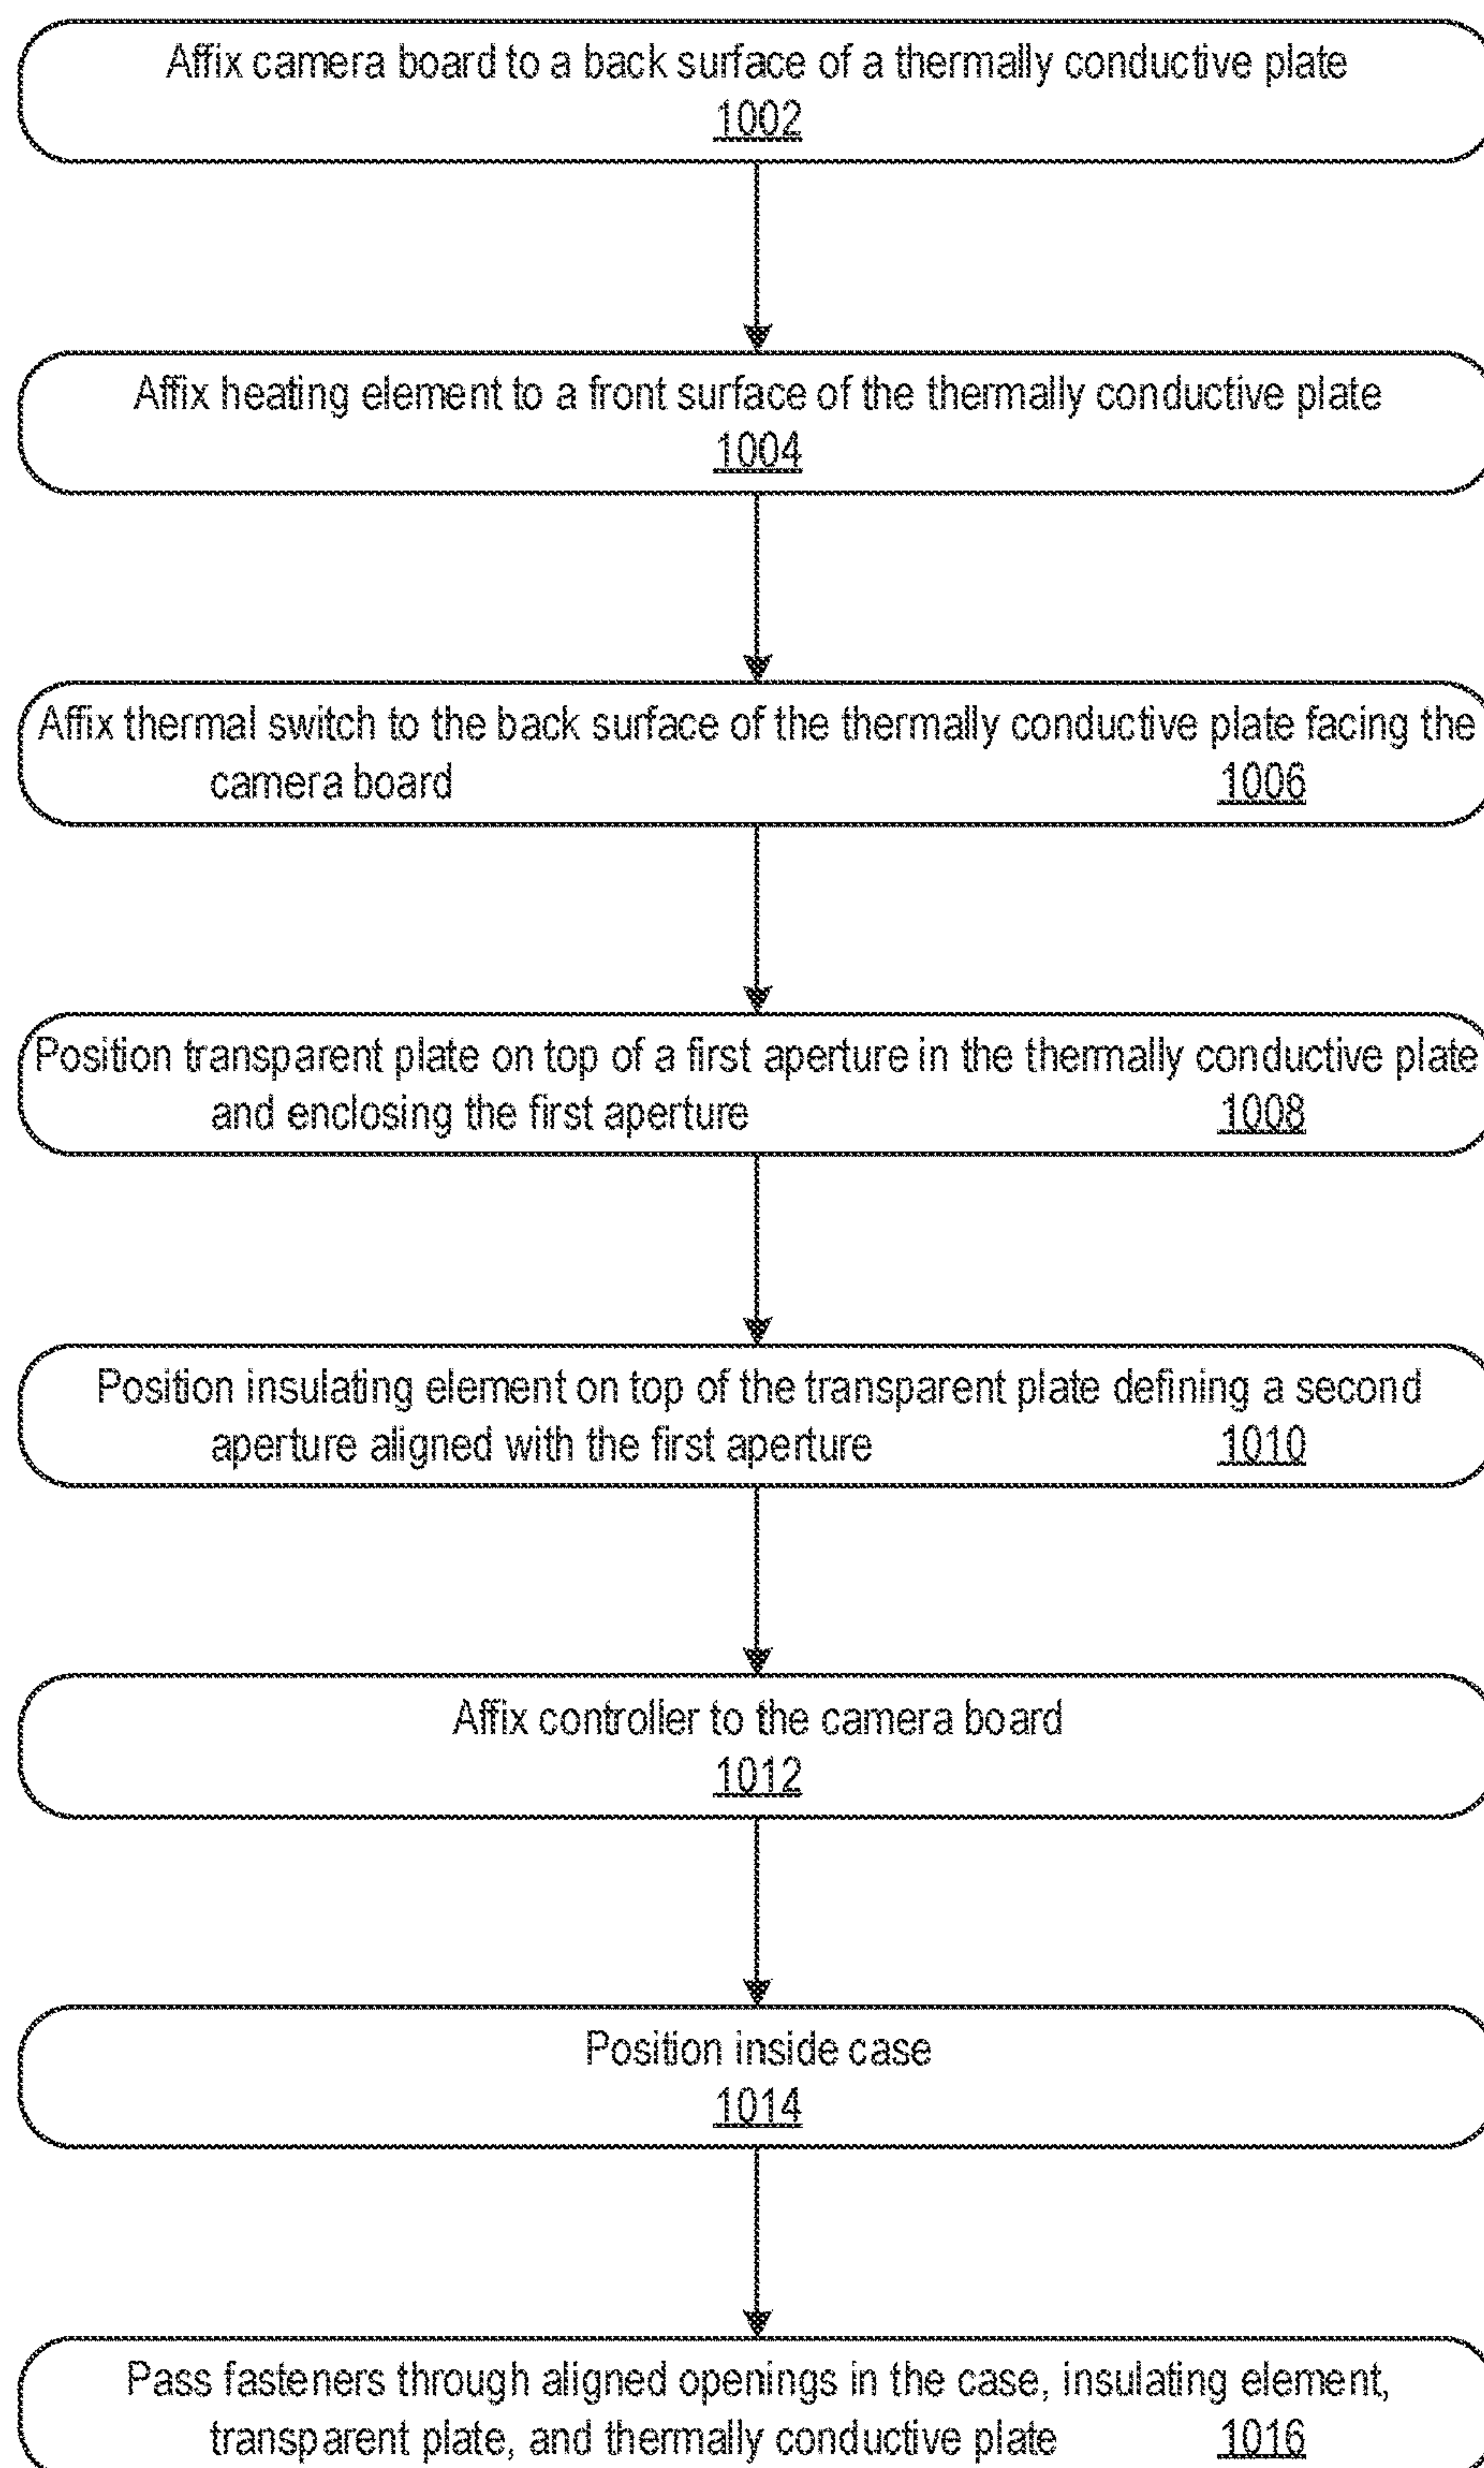 Affix camera board to a back surface of a thermally conductive plate
1002
Affix heating element to a front surface of the thermally conductive plate
1004
Affix thermal switch to the back surface of the thermally conductive plate facing the
camera board 1006
Position transparent plate on top of a first aperture in the thermally conductive plate
and enclosing the first aperture 1008
Position insulating element on top of the transparent plate defining a second
aperture aligned with the first aperture 1010
Affix controller to the camera board
1012
Position inside case
1014
Pass fasteners through aligned openings in the case, insulating element,
transparent plate, and thermally conductive plate 1016